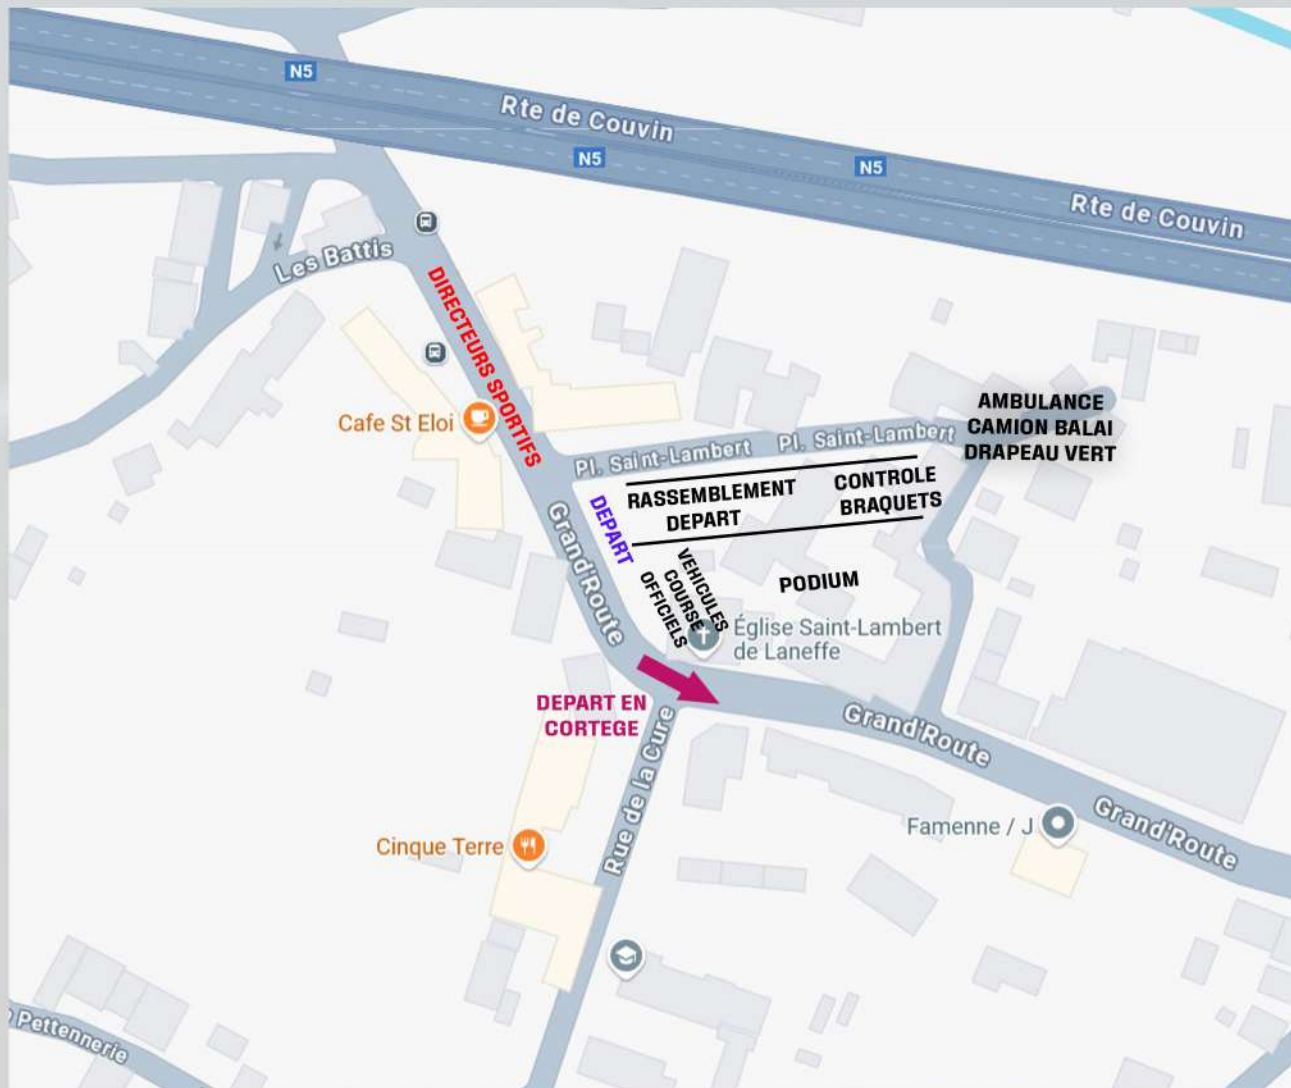 N5
Rte de Couvin
N5
N5
Rte de Couvin
Les Battis
DIRECTEURS SPORTIFS
Cafe St Eloi
Pl. Saint-Lambert
Pl. Saint-Lambert
AMBULANCE
CAMION BALAI
DRAPEAU VERT
RASSEMBLEMENT
DEPART
CONTROLE
BRAQUETS
DEPART
Grand'Route
VEHICULES
COURSE
OFFICIELS
PODIUM
Église Saint-Lambert
de Laneffe
DEPART EN
CORTEGE
Grand'Route
Rue de la Cure
Famenne / J
Grand'Route
Cinque Terre
Pettennerie